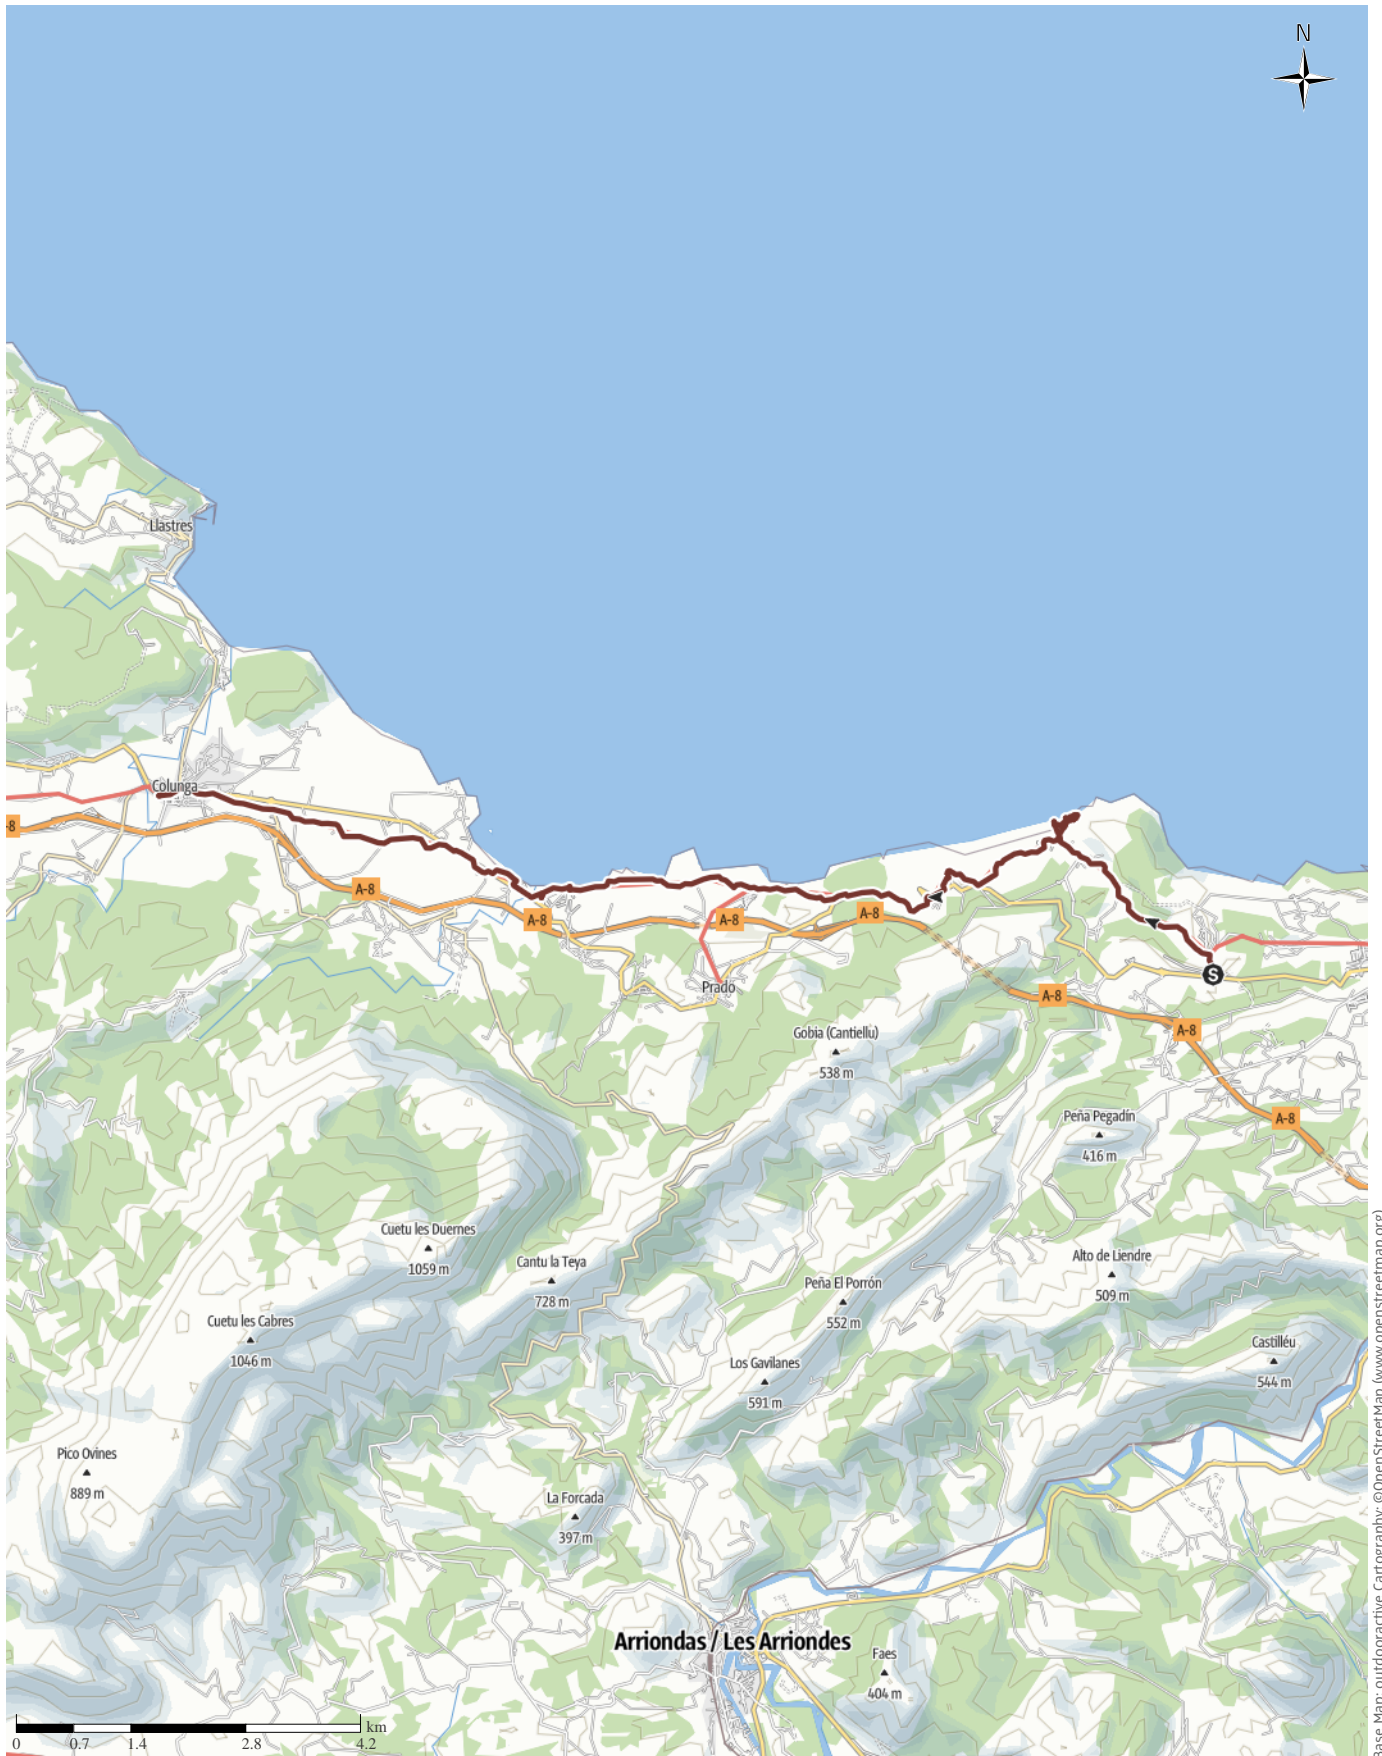 N
Llastres
Colunga
-8
A-8
A-8
A-8
A-8
S
Prado
A-8
A-8
Gobia (Cantiellu)
538 m
Peña Pegadín
416 m
A-8
Cuetu les Duernes
1059 m
Cantu la Teya
728 m
Alto de Liendre
509 m
Peña El Porrón
552 m
Cuetu les Cabres
1046 m
Castilléu
544 m
Los Gavilanes
591 m
Pico Ovines
889 m
La Forcada
397 m
Arriondas / Les Arriondes
Faes
404 m
km
0 0.7 1.4 2.8 4.2
Base Map: outdooractive Cartography; ©OpenStreetMap (www.openstreetmap.org)